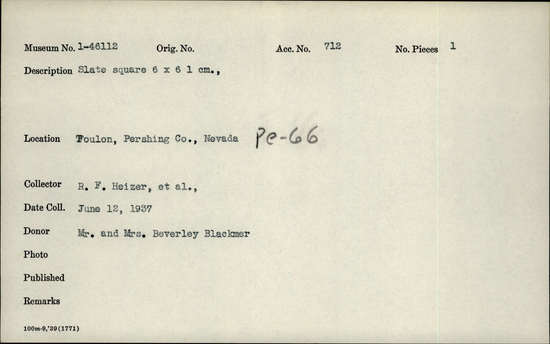 Museum No. 1-46112 Orig. No. Acc. No. 712 No. Pieces 1
Description Slate square 6 x 6 1 cm.,
Location Toulon, Pershing Co., Nevada Pe-66
Collector R. F. Heizer, et al.,
Date Coll. June 12, 1937
Donor Mr. and Mrs. Beverley Blackmer
Photo
Published
Remarks
100m-9,'39(1771)